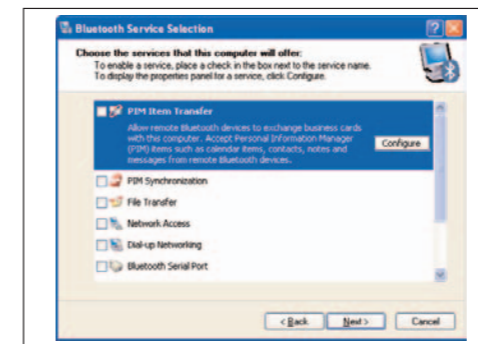 Bluetooth Service Selection
Choose the services that this computer will offer:
To enable a service, place a check in the box next to the service name.
To display the properties panel for a service, click Configure.
PIM Item Transfer
Allow remote Bluetooth devices to exchange business cards
with this computer. Accept Personal Information Manager
(PIM) items such as calendar items, contacts, notes and
messages from remote Bluetooth devices.
Configure
PIM Synchronization
File Transfer
Network Access
Dial-up Networking
Bluetooth Serial Port
< Back
Next >
Cancel